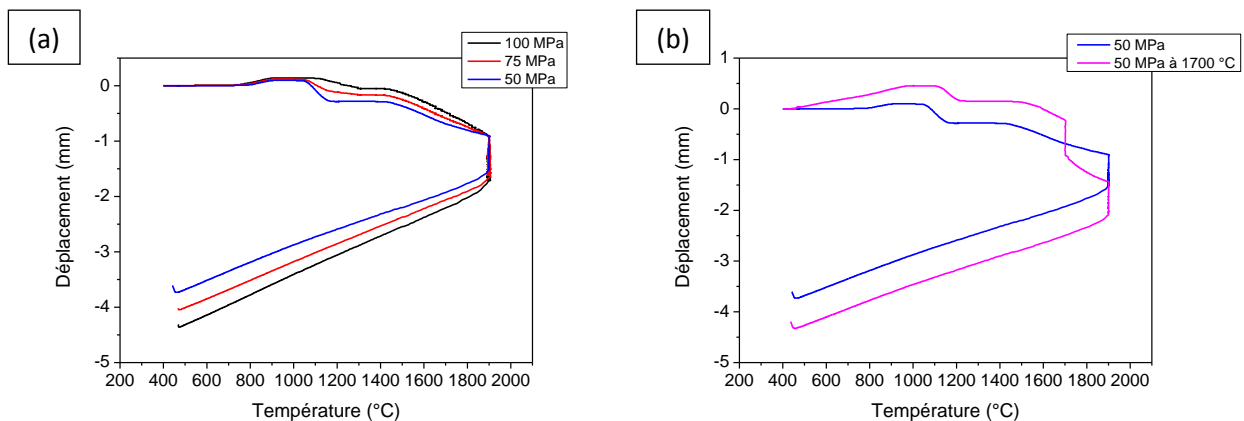 (a)
100 MPa
75 MPa
50 MPa
0
-1
-2
-3
-4
-5
Déplacement (mm)
200 400 600 800 1000 1200 1400 1600 1800 2000
Température (°C)
(b)
50 MPa
50 MPa à 1700 °C
1
0
-1
-2
-3
-4
-5
Déplacement (mm)
200 400 600 800 1000 1200 1400 1600 1800 2000
Température (°C)